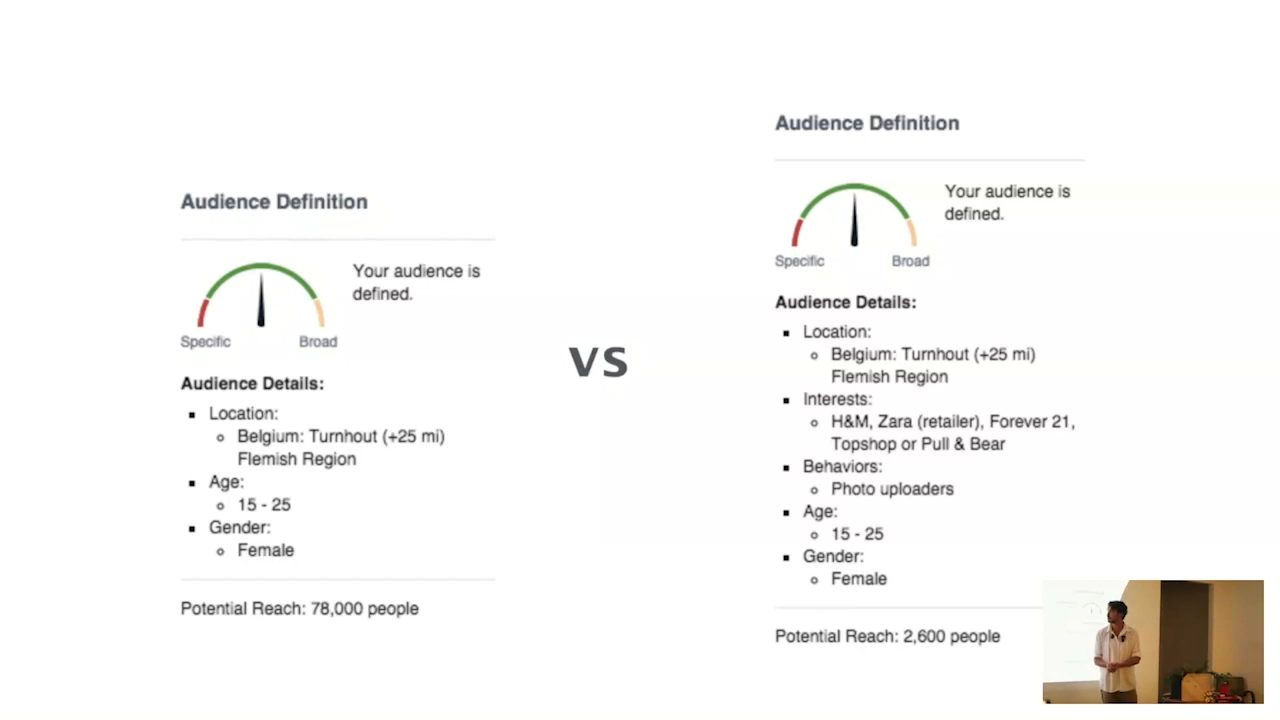 Audience Definition
Your audience is
defined.
Specific
Broad
Audience Details:
▪ Location:
○ Belgium: Turnhout (+25 mi)
Flemish Region
▪ Age:
○ 15 - 25
▪ Gender:
○ Female
Potential Reach: 78,000 people
vs
Audience Definition
Your audience is
defined.
Specific
Broad
Audience Details:
▪ Location:
○ Belgium: Turnhout (+25 mi)
Flemish Region
▪ Interests:
○ H&M, Zara (retailer), Forever 21,
Topshop or Pull & Bear
▪ Behaviors:
○ Photo uploaders
▪ Age:
○ 15 - 25
▪ Gender:
○ Female
Potential Reach: 2,600 people